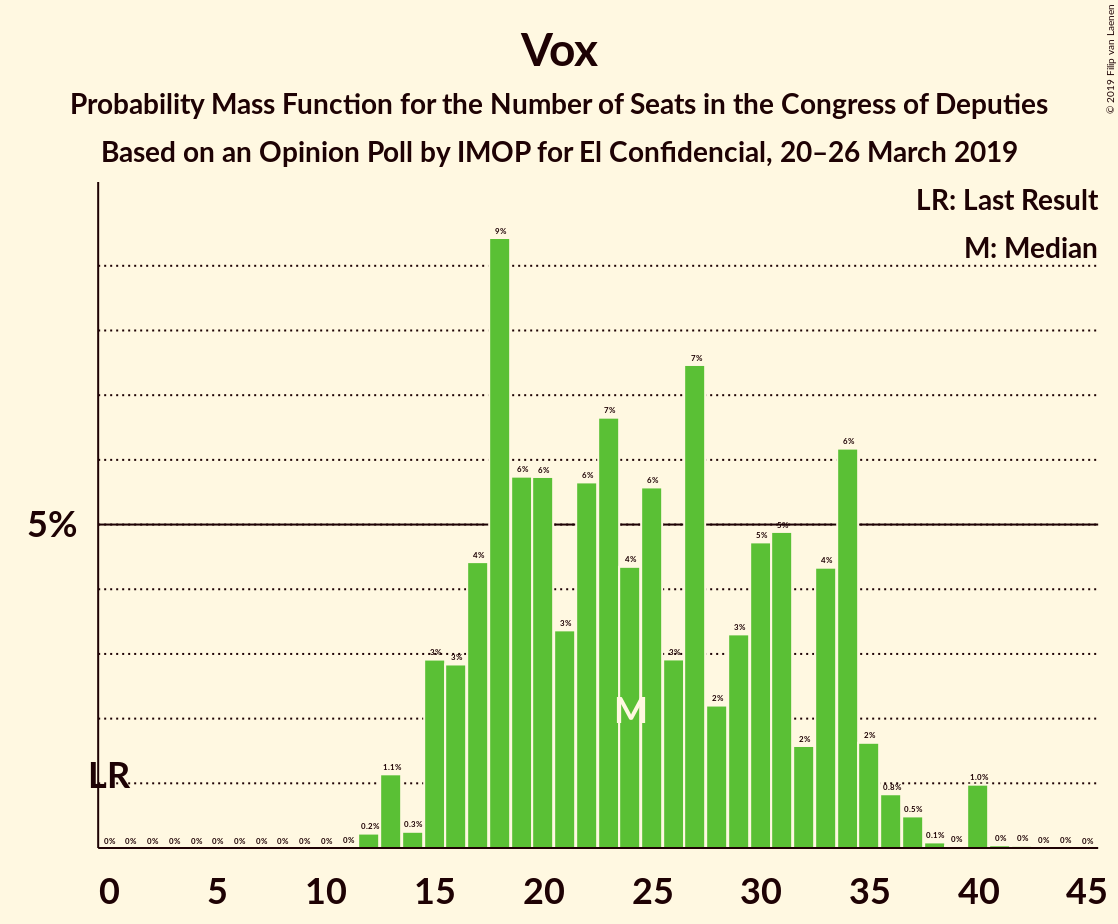 Vox
Probability Mass Function for the Number of Seats in the Congress of Deputies
Based on an Opinion Poll by IMOP for El Confidencial, 20–26 March 2019
© 2019 Filip van Laenen
LR: Last Result
M: Median
5%
0% 0% 0% 0% 0% 0% 0% 0% 0% 0% 0% 0% 0.2% 1.1% 0.3% 3% 3% 4% 9% 6% 6% 3% 6% 7% 4% 6% 3% 7% 2% 3% 5% 5% 2% 4% 6% 2% 0.8% 0.5% 0.1% 0% 1.0% 0% 0% 0% 0% 0%
M
LR
0 5 10 15 20 25 30 35 40 45